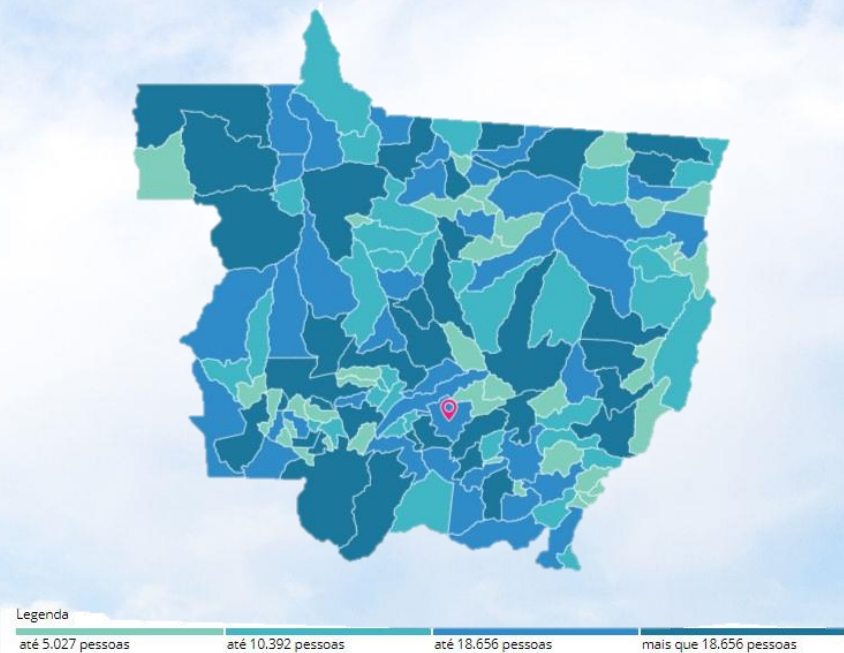 Legenda
até 5.027 pessoas
até 10.392 pessoas
até 18.656 pessoas
mais que 18.656 pessoas